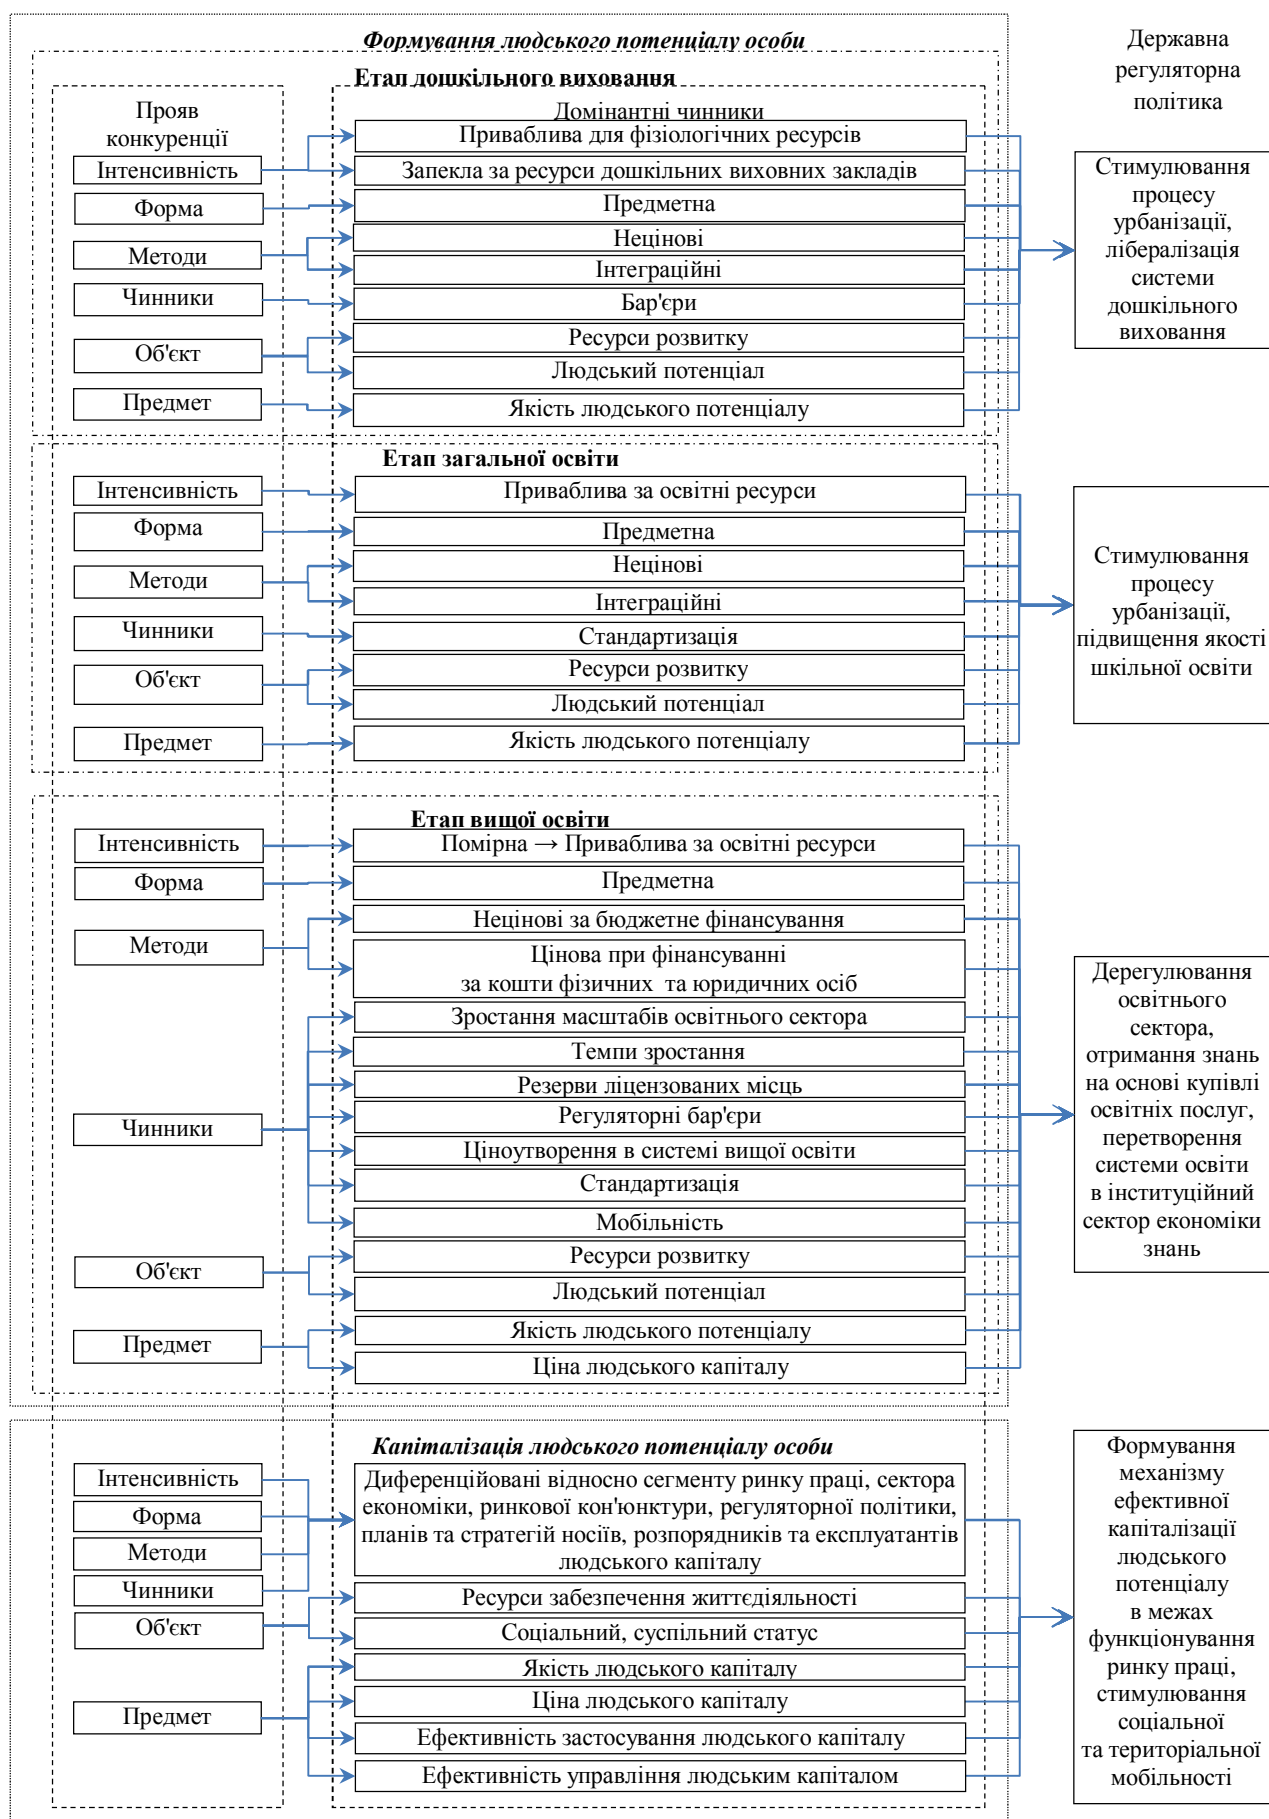 Формування людського потенціалу особи
Державна
регуляторна
політика
Етап дошкільного виховання
Прояв
конкуренції
Домінантні чинники
Інтенсивність
Приваблива для фізіологічних ресурсів
Запекла за ресурси дошкільних виховних закладів
Форма
Предметна
Методи
Нецінові
Інтеграційні
Чинники
Бар'єри
Об'єкт
Ресурси розвитку
Людський потенціал
Предмет
Якість людського потенціалу
Стимулювання
процесу
урбанізації,
лібералізація
системи
дошкільного
виховання
Етап загальної освіти
Інтенсивність
Приваблива за освітні ресурси
Форма
Предметна
Методи
Нецінові
Інтеграційні
Чинники
Стандартизація
Об'єкт
Ресурси розвитку
Людський потенціал
Предмет
Якість людського потенціалу
Стимулювання
процесу
урбанізації,
підвищення якості
шкільної освіти
Етап вищої освіти
Інтенсивність
Помірна → Приваблива за освітні ресурси
Форма
Предметна
Методи
Нецінові за бюджетне фінансування
Цінова при фінансуванні
за кошти фізичних та юридичних осіб
Чинники
Зростання масштабів освітнього сектора
Темпи зростання
Резерви ліцензованих місць
Регуляторні бар'єри
Ціноутворення в системі вищої освіти
Стандартизація
Мобільність
Об'єкт
Ресурси розвитку
Людський потенціал
Предмет
Якість людського потенціалу
Ціна людського капіталу
Дерегулювання
освітнього
сектора,
отримання знань
на основі купівлі
освітніх послуг,
перетворення
системи освіти
в інституційний
сектор економіки
знань
Капіталізація людського потенціалу особи
Інтенсивність
Форма
Методи
Чинники
Диференційовані відносно сегменту ринку праці, сектора
економіки, ринкової кон'юнктури, регуляторної політики,
планів та стратегій носіїв, розпорядників та експлуатантів
людського капіталу
Об'єкт
Ресурси забезпечення життєдіяльності
Соціальний, суспільний статус
Предмет
Якість людського капіталу
Ціна людського капіталу
Ефективність застосування людського капіталу
Ефективність управління людським капіталом
Формування
механізму
ефективної
капіталізації
людського
потенціалу
в межах
функціонування
ринку праці,
стимулювання
соціальної
та територіальної
мобільності